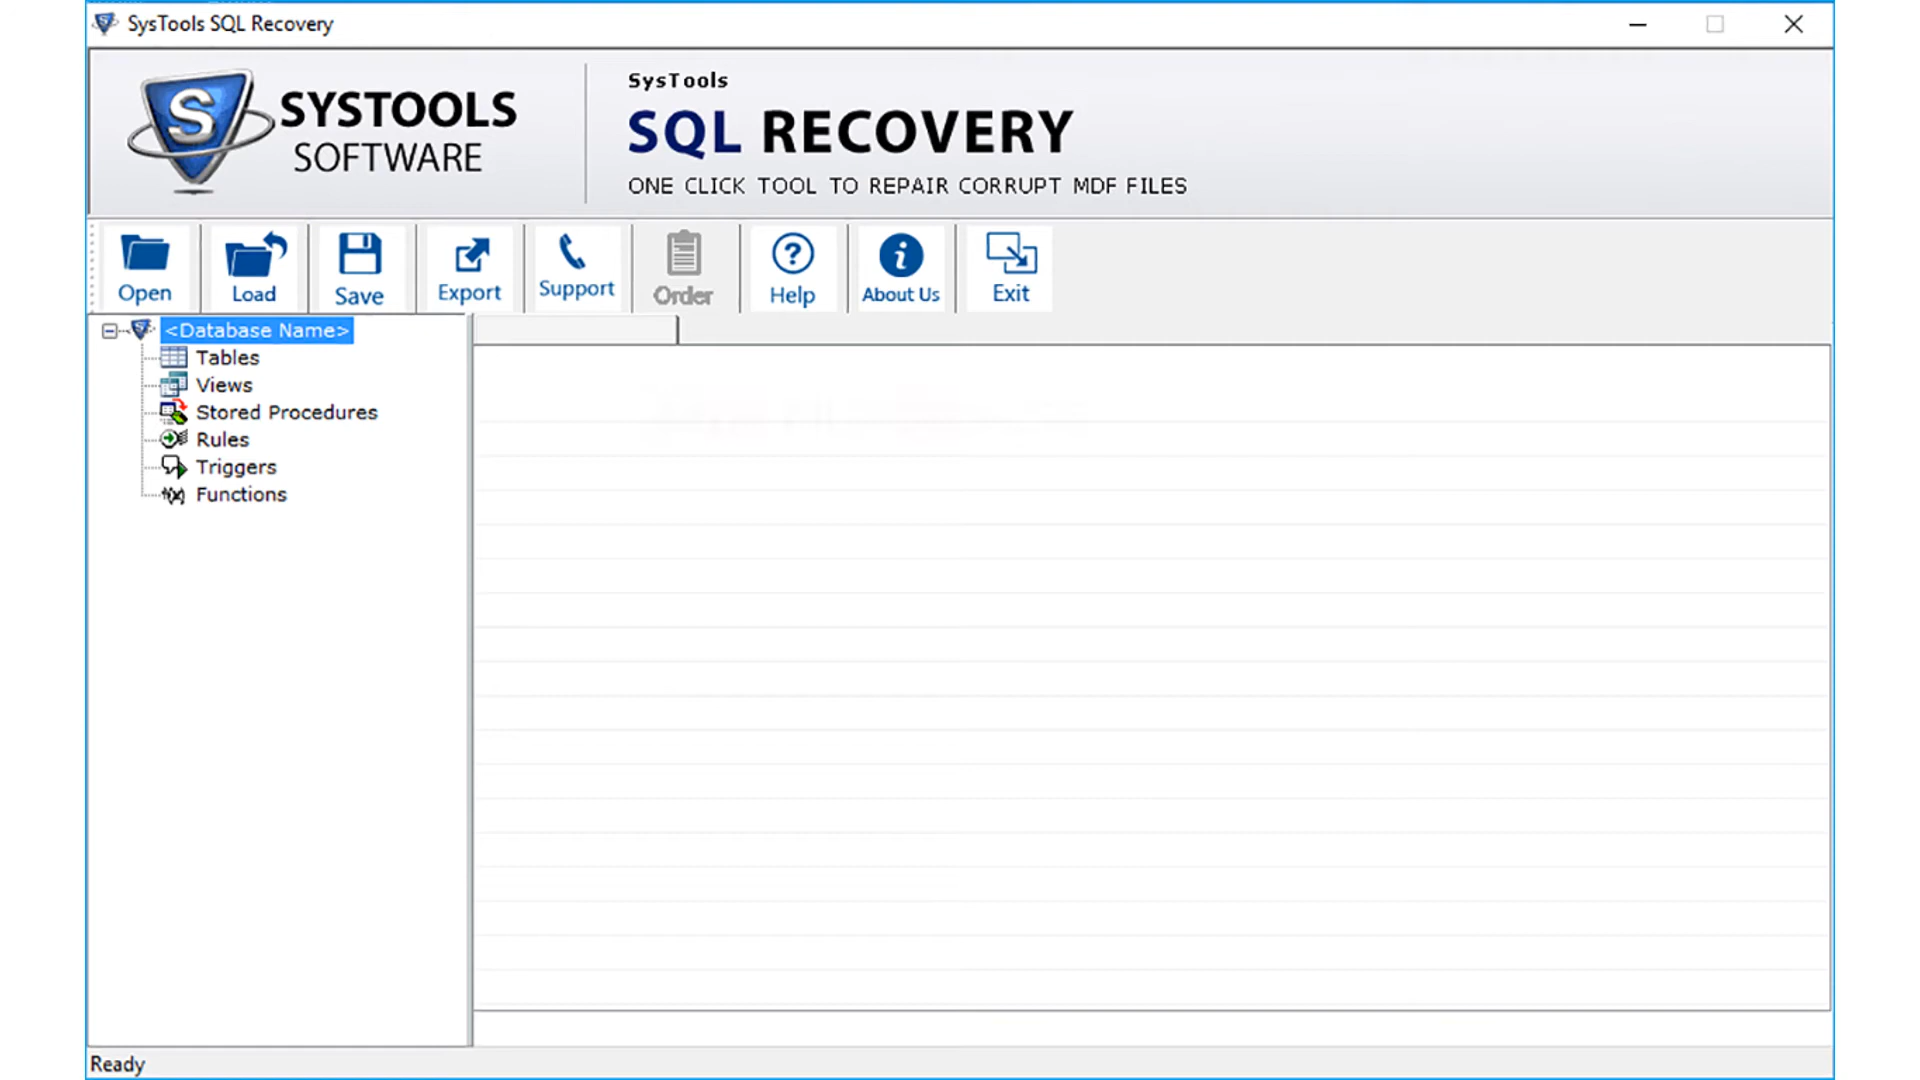 SysTools SQL Recovery
S
SYSTOOLS
SOFTWARE
SysTools
SQL RECOVERY
ONE CLICK TOOL TO REPAIR CORRUPT MDF FILES
Open
Load
Save
Export
Support
Order
Help
About Us
Exit
<Database Name>
Tables
Views
Stored Procedures
Rules
Triggers
Functions
Ready